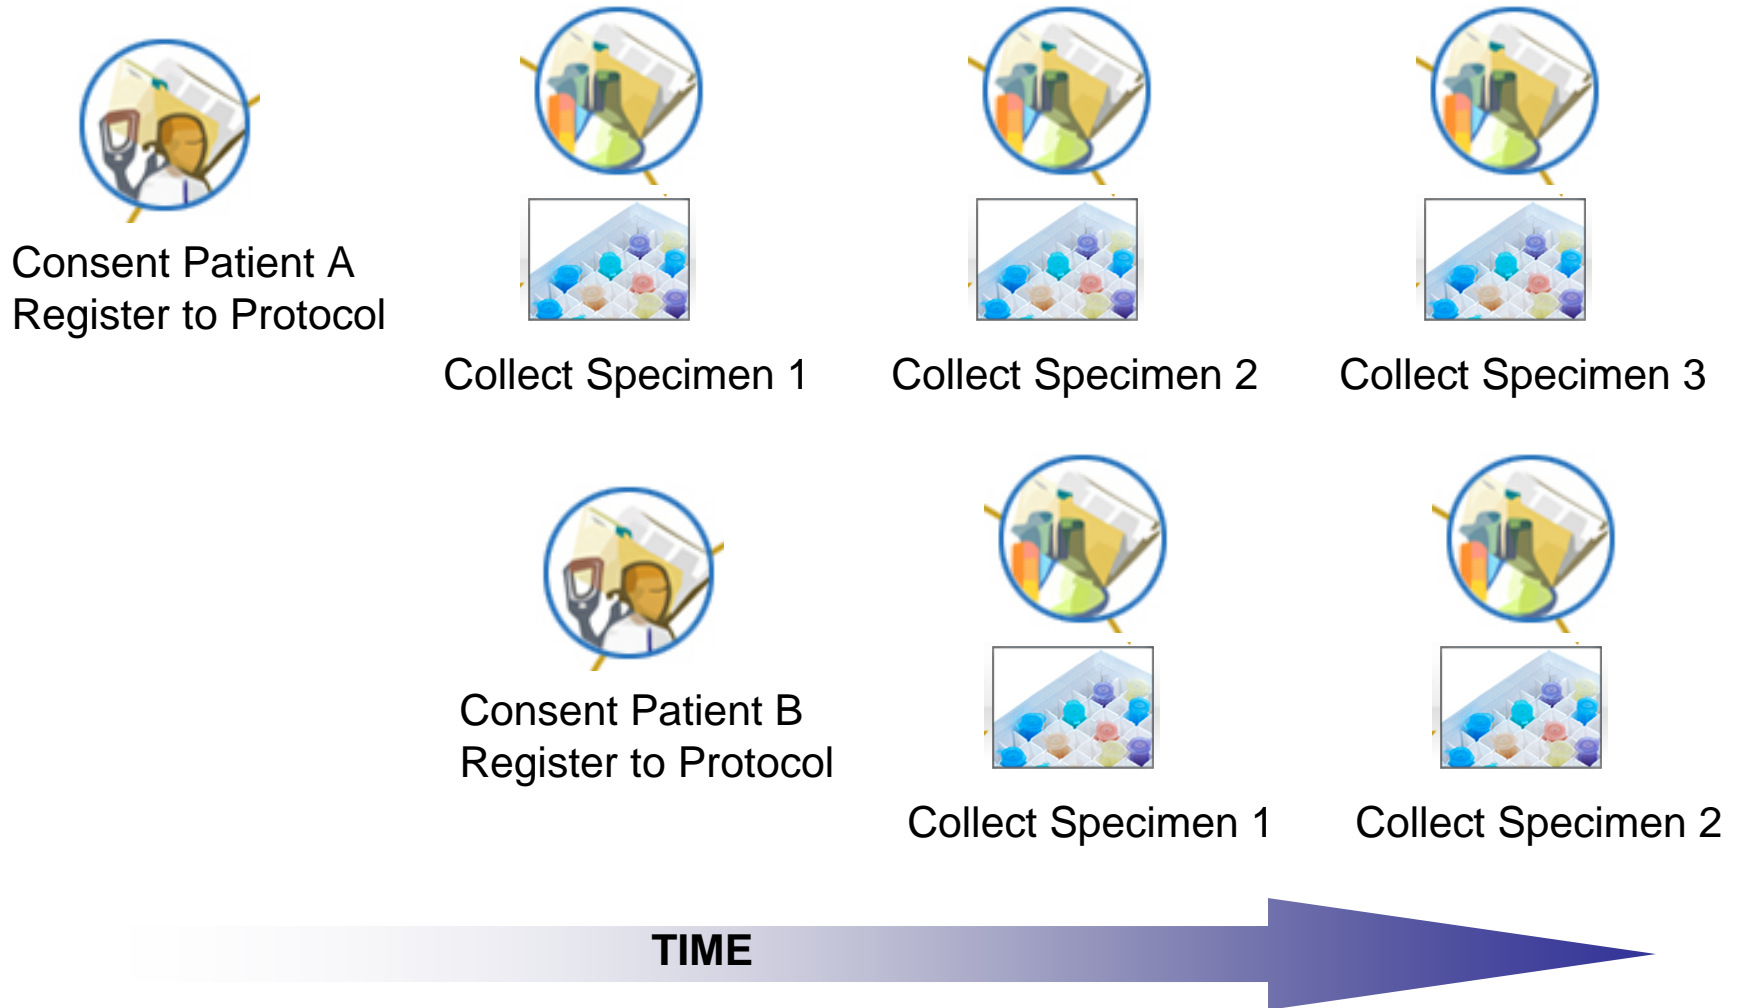 Consent Patient A
Register to Protocol
Collect Specimen 1
Collect Specimen 2
Collect Specimen 3
Consent Patient B
Register to Protocol
Collect Specimen 1
Collect Specimen 2
TIME